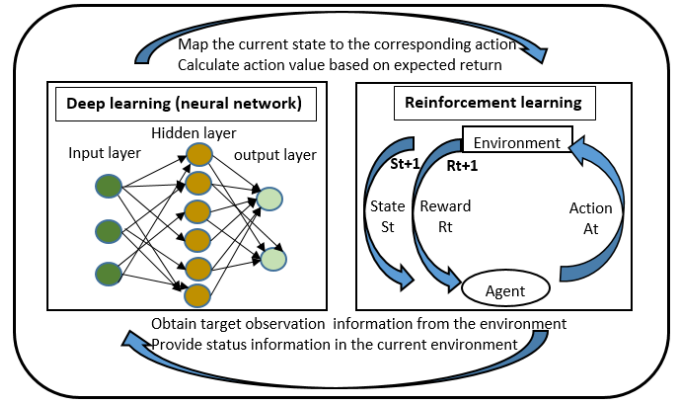 Map the current state to the corresponding action
Calculate action value based on expected return
Deep learning (neural network)
Hidden layer
Input layer
output layer
Reinforcement learning
Environment
St+1
Rt+1
State
St
Reward
Rt
Action
At
Agent
Obtain target observation information from the environment
Provide status information in the current environment